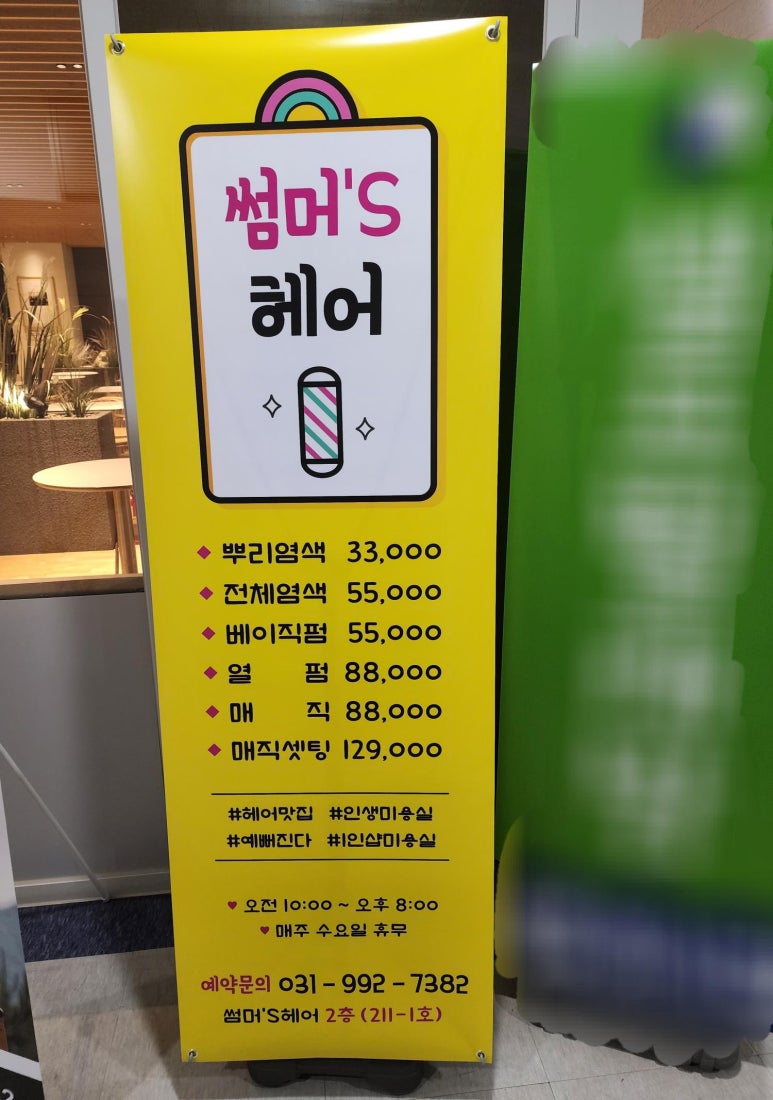 썸머'S
헤어
뿌리염색 33,000
전체염색 55,000
베이직펌 55,000
열 펌 88,000
매 직 88,000
매직셋팅 129,000
#헤어맛집 #인생미용실
#예뻐진다 #1인샵미용실
오전 10:00 ~ 오후 8:00
매주 수요일 휴무
예약문의 031-992-7382
썸머'S헤어 2층 (211-1호)